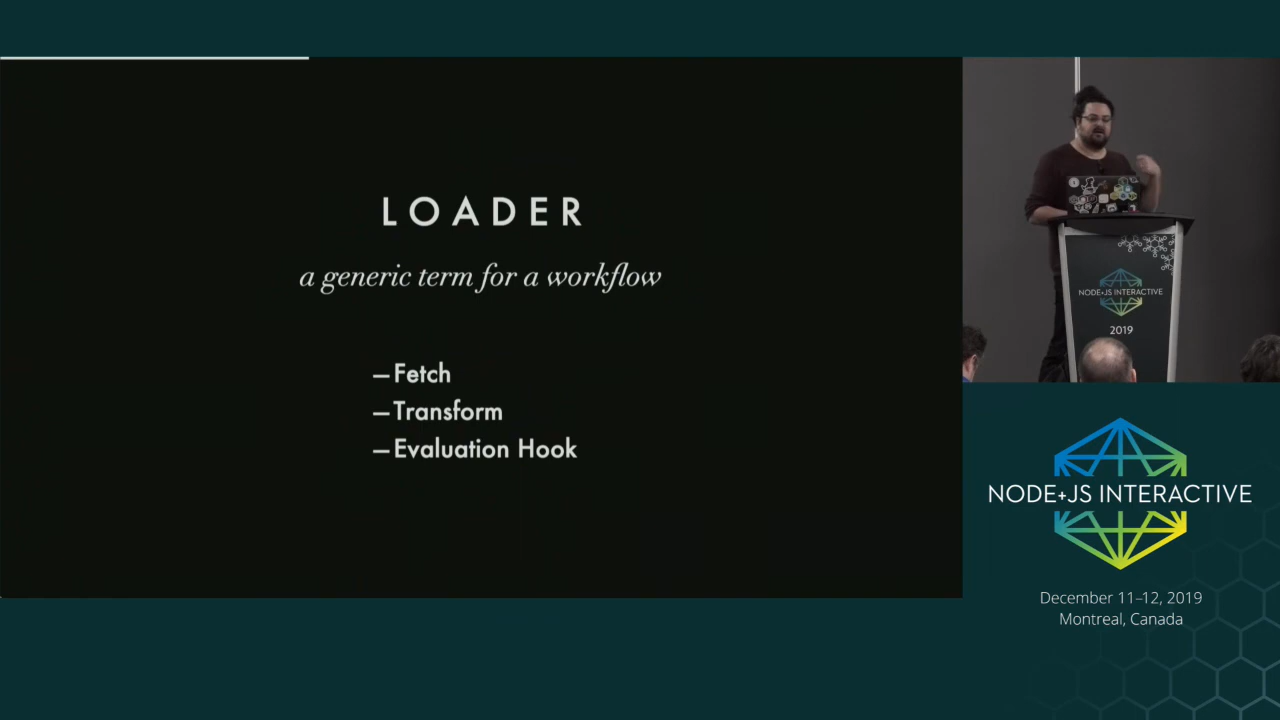 LOADER
a generic term for a workflow
—Fetch
—Transform
—Evaluation Hook
NODE+JS INTERACTIVE
2019
NODE+JS INTERACTIVE
December 11–12, 2019
Montreal, Canada